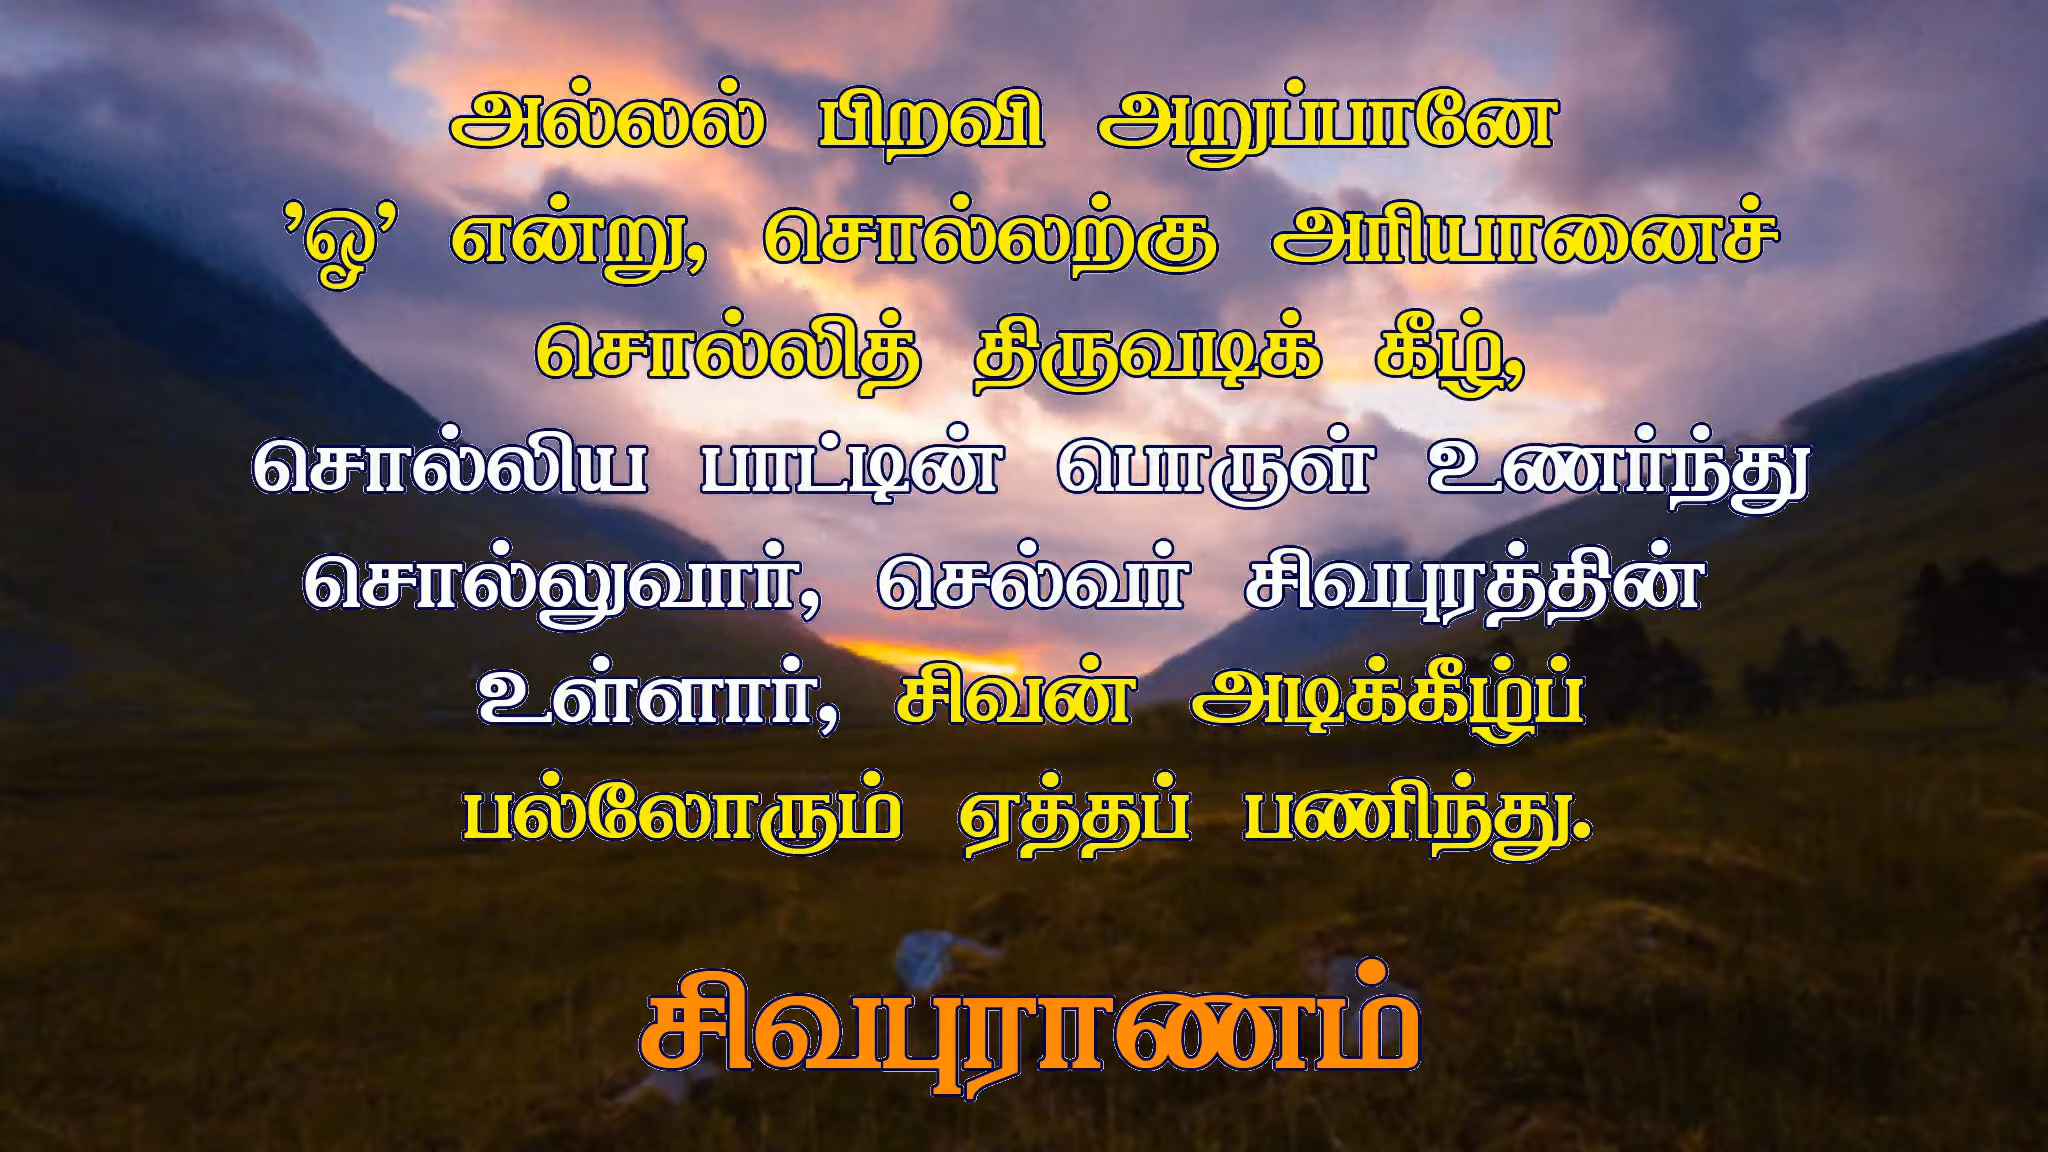 அல்லல் பிறவி அறுப்பானே
'ஓ' என்று, சொல்லற்கு அரியானைச்
சொல்லித் திருவடிக் கீழ்,
சொல்லிய பாட்டின் பொருள் உணர்ந்து
சொல்லுவார், செல்வர் சிவபுரத்தின்
உள்ளார், சிவன் அடிக்கீழ்ப்
பல்லோரும் ஏத்தப் பணிந்து.
சிவபுராணம்